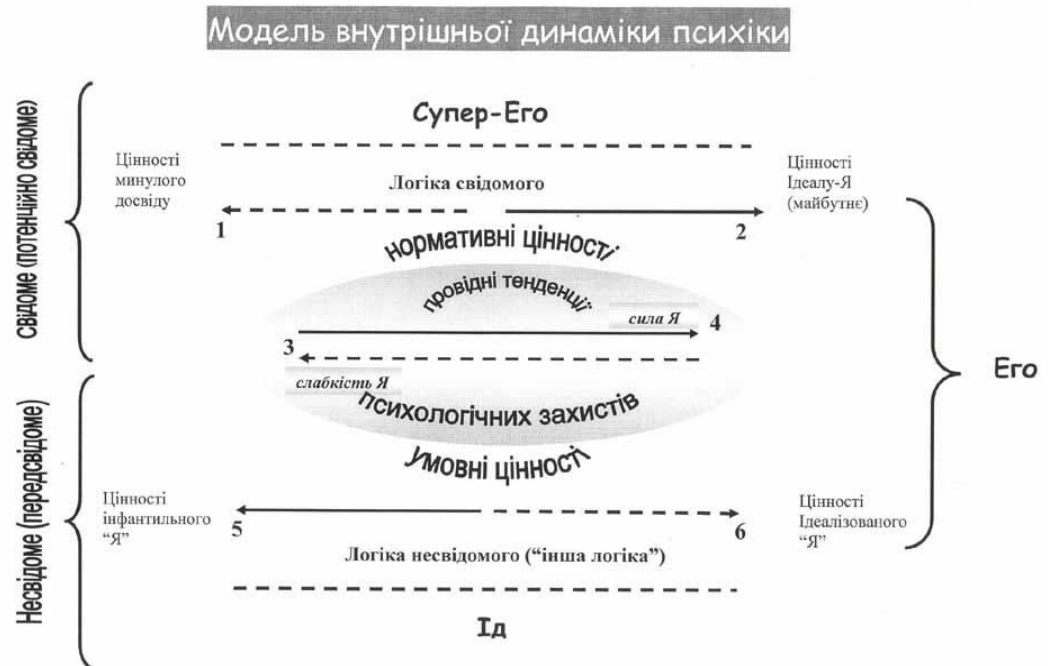 Модель внутрішньої динаміки психіки
свідоме (потенційно свідоме)
Супер-Его
Цінності
минулого
досвіду
Логіка свідомого
Цінності
Ідеалу-Я
(майбутнє)
1
2
нормативні цінності
провідні тенденції
сила Я
4
3
слабкість Я
психологічних захистів
умовні цінності
Его
Несвідоме (передсвідоме)
Цінності
інфантильного
“Я”
5
6
Цінності
Ідеалізованого
“Я”
Логіка несвідомого (“інша логіка”)
Ід